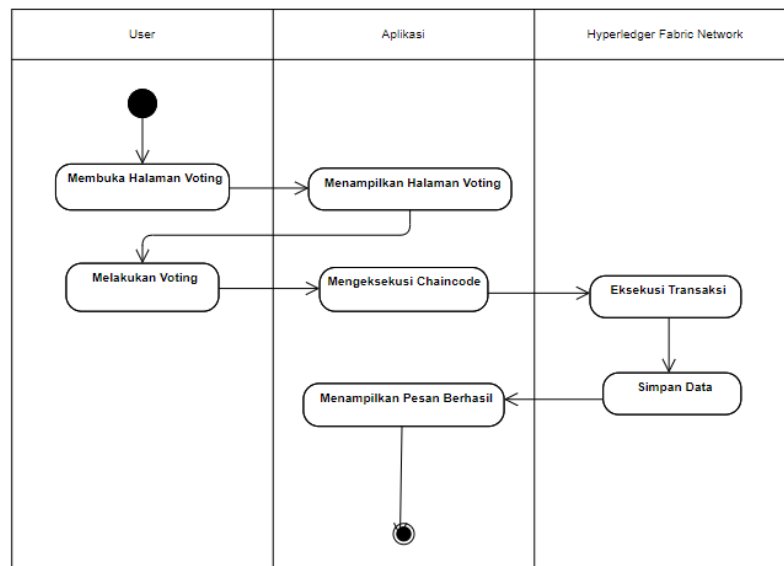 User
Aplikasi
Hyperledger Fabric Network
Membuka Halaman Voting
Menampilkan Halaman Voting
Melakukan Voting
Mengeksekusi Chaincode
Eksekusi Transaksi
Simpan Data
Menampilkan Pesan Berhasil